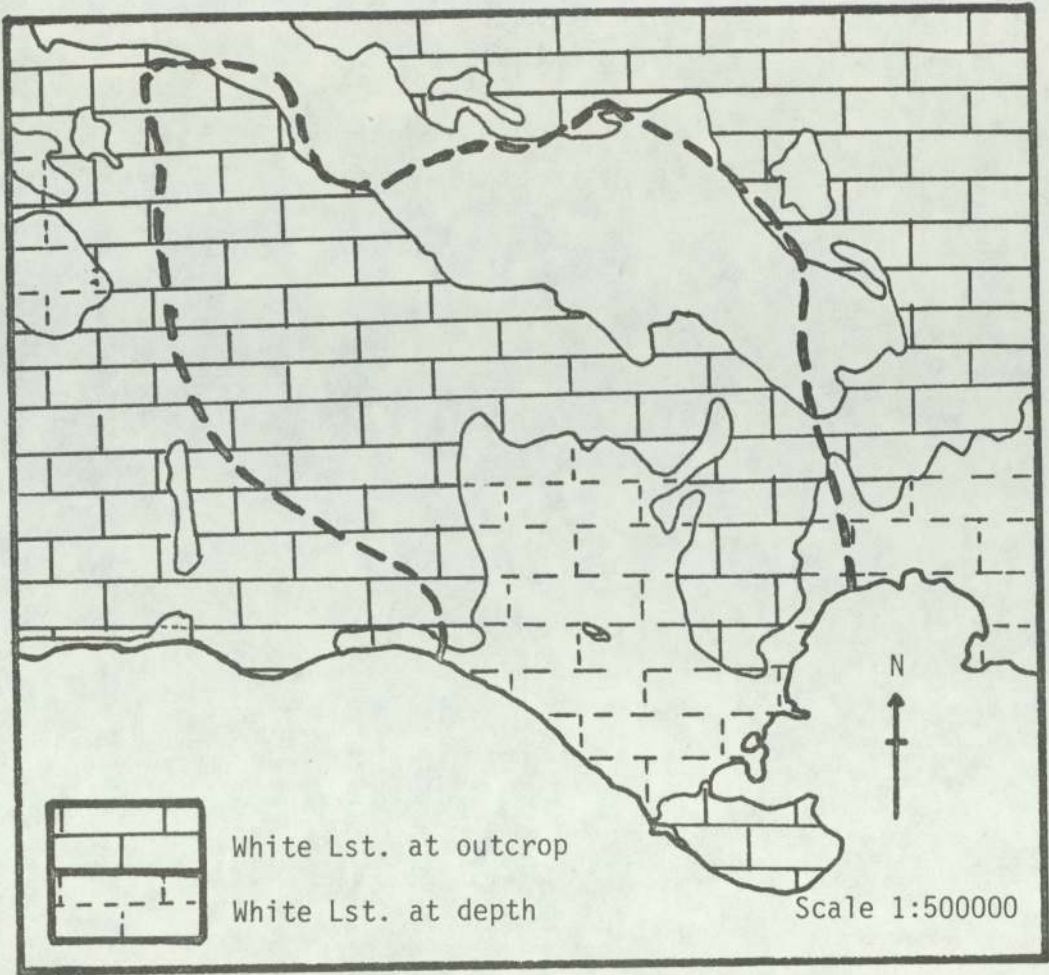 N
White Lst. at outcrop
White Lst. at depth
Scale 1:500000